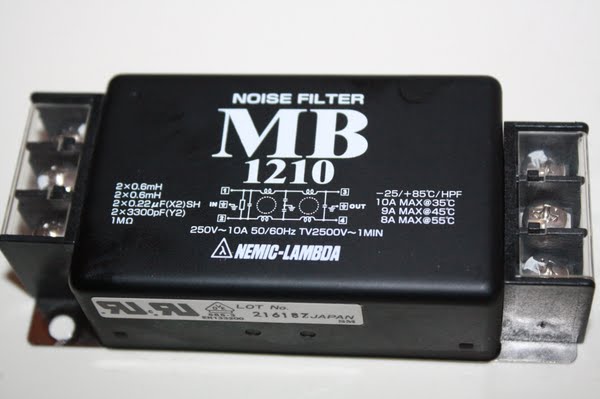 NOISE FILTER
MB
1210
2×0.6mH
2×0.6mH
2×0.22μF(X2)SH
2×3300pF(Y2)
1MΩ
1 3
IN OUT
2 4
-25/+85℃/HPF
10A MAX@35℃
9A MAX@45℃
8A MAX@55℃
250V~10A 50/60Hz TV2500V~1MIN
NEMIC-LAMBDA
LOT No.
21618Z JAPAN